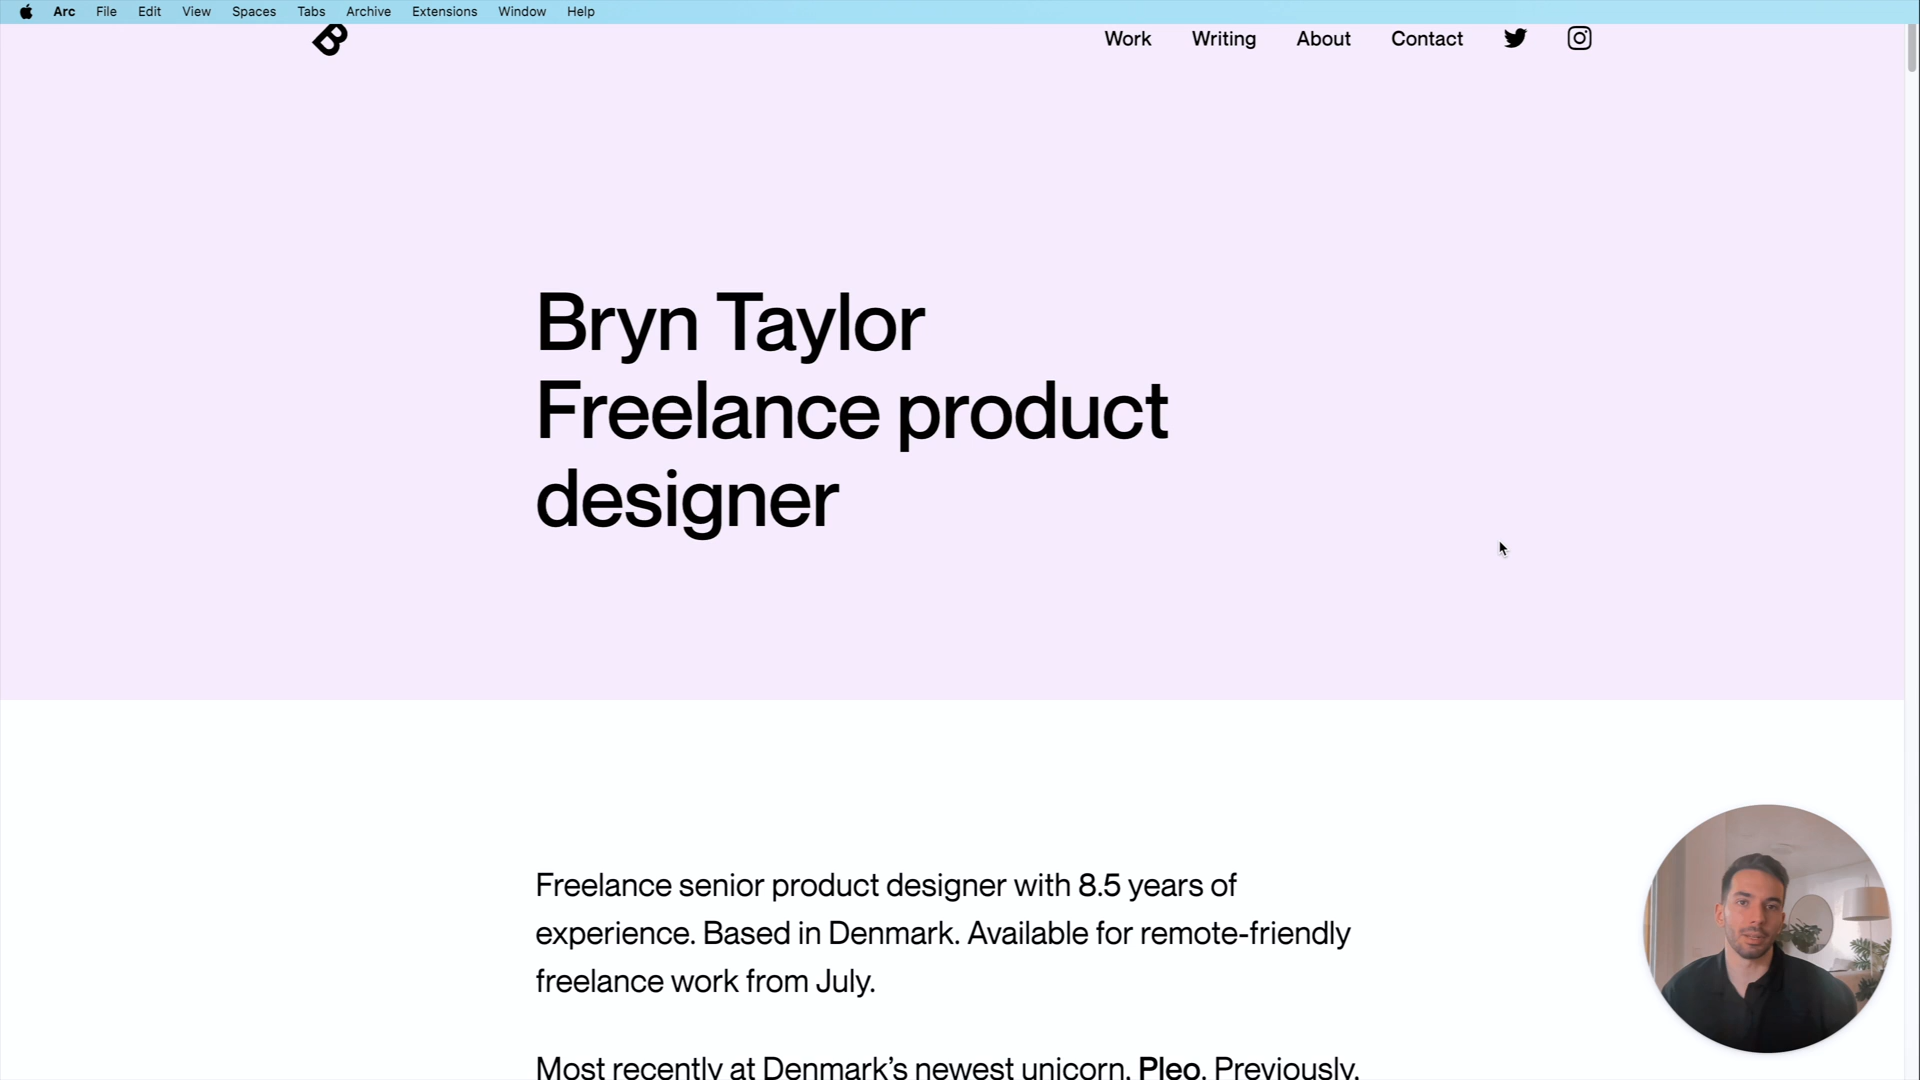 Arc File Edit View Spaces Tabs Archive Extensions Window Help
B Work Writing About Contact
Bryn Taylor
Freelance product
designer
Freelance senior product designer with 8.5 years of
experience. Based in Denmark. Available for remote-friendly
freelance work from July.
Most recently at Denmark’s newest unicorn, Pleo. Previously,